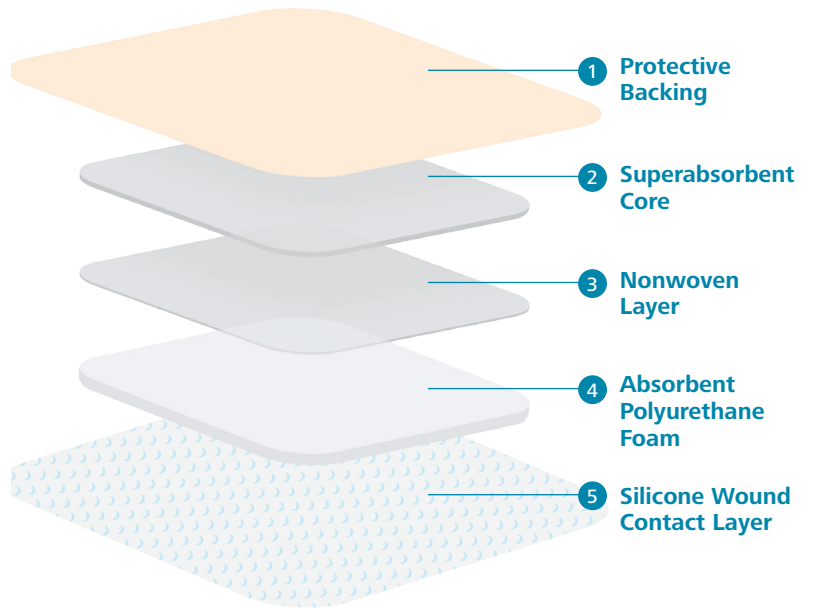 1 Protective
Backing
2 Superabsorbent
Core
3 Nonwoven
Layer
4 Absorbent
Polyurethane
Foam
5 Silicone Wound
Contact Layer